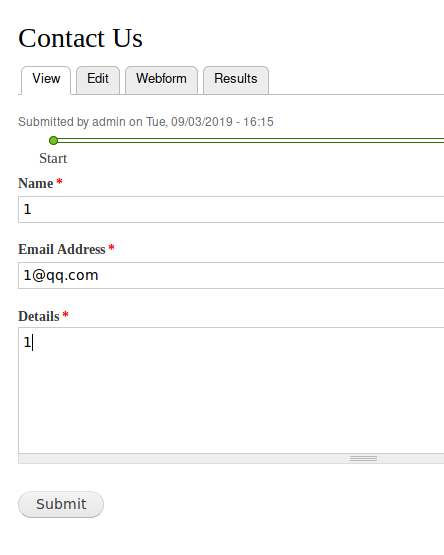 Contact Us
View Edit Webform Results
Submitted by admin on Tue, 09/03/2019 - 16:15
Start
Name *
1
Email Address *
1@qq.com
Details *
1
Submit